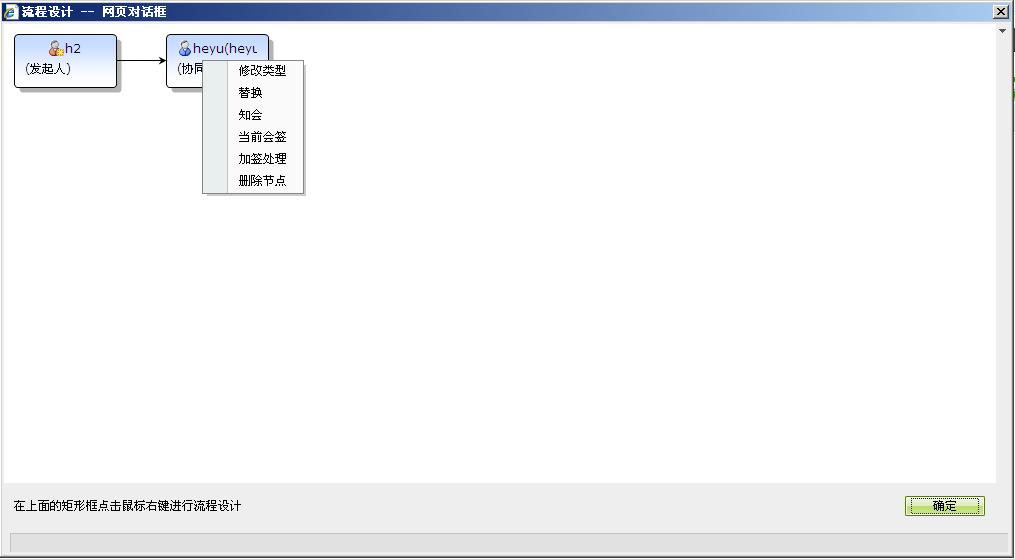 流程设计 -- 网页对话框
h2
(发起人)
heyu(heyu
(协同
修改类型
替换
知会
当前会签
加签处理
删除节点
在上面的矩形框点击鼠标右键进行流程设计
确定